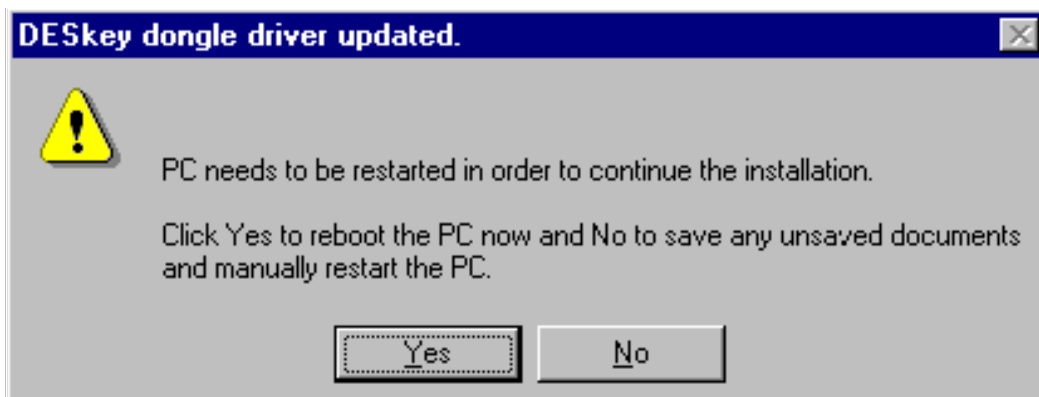 DESkey dongle driver updated.
PC needs to be restarted in order to continue the installation.
Click Yes to reboot the PC now and No to save any unsaved documents
and manually restart the PC.
Yes
No